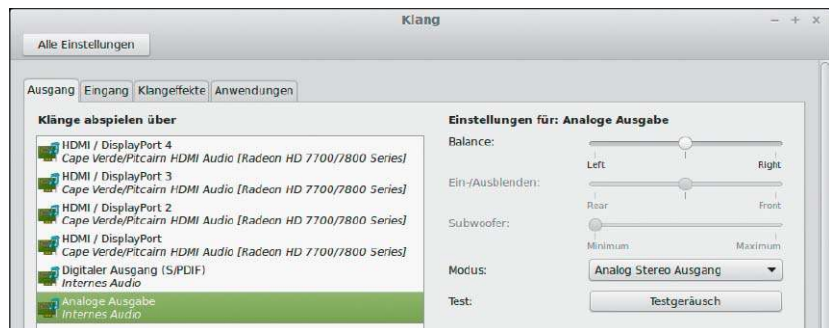 Klang
Alle Einstellungen
Ausgang Eingang Klangeffekte Anwendungen
Klänge abspielen über
HDMI / DisplayPort 4
Cape Verde/Pitcairn HDMI Audio [Radeon HD 7700/7800 Series]
HDMI / DisplayPort 3
Cape Verde/Pitcairn HDMI Audio [Radeon HD 7700/7800 Series]
HDMI / DisplayPort 2
Cape Verde/Pitcairn HDMI Audio [Radeon HD 7700/7800 Series]
HDMI / DisplayPort
Cape Verde/Pitcairn HDMI Audio [Radeon HD 7700/7800 Series]
Digitaler Ausgang (S/PDIF)
Internes Audio
Analoge Ausgabe
Internes Audio
Einstellungen für: Analoge Ausgabe
Balance:
Left Right
Ein-/Ausblenden:
Rear Front
Subwoofer:
Minimum Maximum
Modus: Analog Stereo Ausgang
Test: Testgeräusch